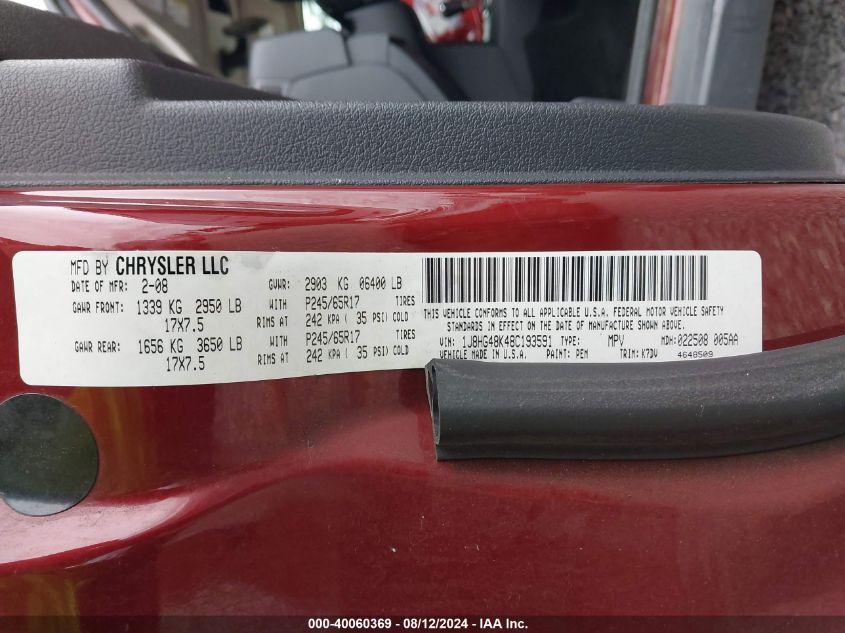 MFD BY CHRYSLER LLC
DATE OF MFR: 2-08 GVWR: 2903 KG 06400 LB
GAWR FRONT: 1339 KG 2950 LB WITH P245/65R17 TIRES
17X7.5 RIMS AT 242 KPA ( 35 PSI) COLD
GAWR REAR: 1656 KG 3650 LB WITH P245/65R17 TIRES
17X7.5 RIMS AT 242 KPA ( 35 PSI) COLD
THIS VEHICLE CONFORMS TO ALL APPLICABLE U.S.A. FEDERAL MOTOR VEHICLE SAFETY
STANDARDS IN EFFECT ON THE DATE OF MANUFACTURE SHOWN ABOVE.
VIN: 1J8HG48K48C193591 TYPE: MPV MDH:022508 005AA
VEHICLE MADE IN U.S.A. PAINT: PEM TRIM: K7DV 4648509
000-40060369 - 08/12/2024 - Copyright © 2024 IAA, Inc.